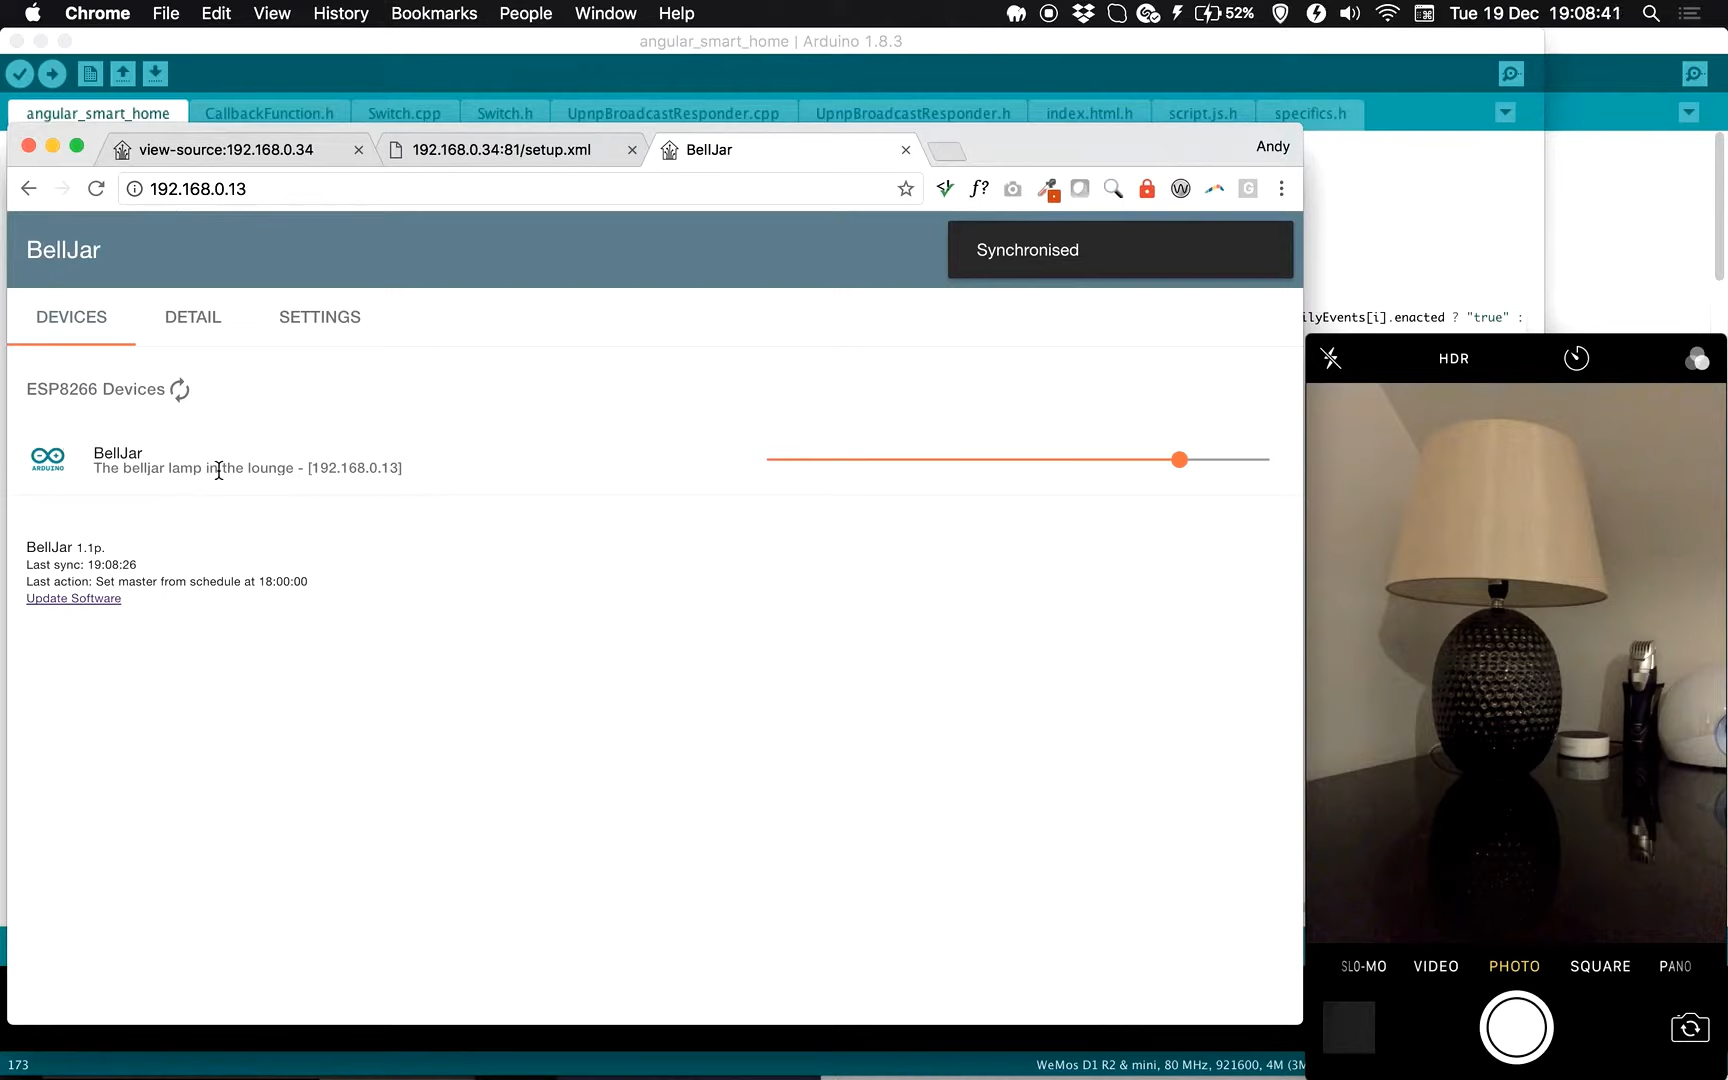 Chrome File Edit View History Bookmarks People Window Help 52% Tue 19 Dec 19:08:41
angular_smart_home | Arduino 1.8.3
angular_smart_home CallbackFunction.h Switch.cpp Switch.h UpnpBroadcastResponder.cpp UpnpBroadcastResponder.h index.html.h script.js.h specifics.h
view-source:192.168.0.34 192.168.0.34:81/setup.xml BellJar Andy
192.168.0.13 f? W G
BellJar
Synchronised
DEVICES DETAIL SETTINGS
ilyEvents[i].enacted ? "true" :
HDR
ESP8266 Devices
ARDUINO
BellJar
The belljar lamp in the lounge - [192.168.0.13]
BellJar 1.1p.
Last sync: 19:08:26
Last action: Set master from schedule at 18:00:00
Update Software
SLO-MO VIDEO PHOTO SQUARE PANO
173
WeMos D1 R2 & mini, 80 MHz, 921600, 4M (3M